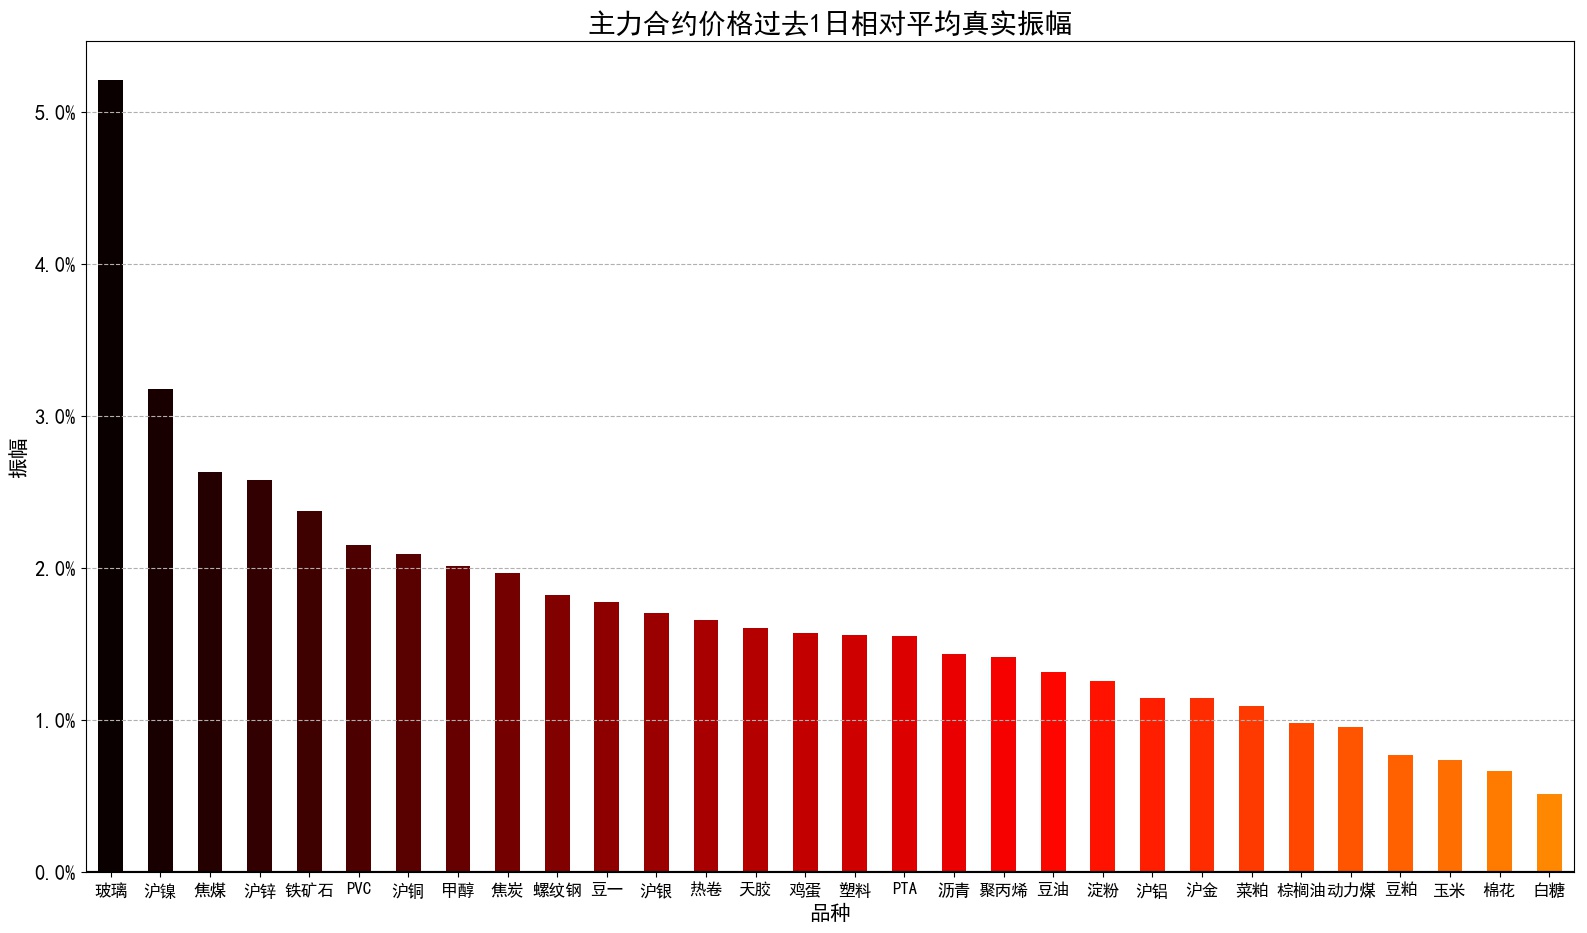 主力合约价格过去1日相对平均真实振幅
5.0%
4.0%
3.0%
2.0%
1.0%
0.0%
振幅
玻璃 沪镍 焦煤 沪锌 铁矿石 PVC 沪铜 甲醇 焦炭 螺纹钢 豆一 沪银 热卷 天胶 鸡蛋 塑料 PTA 沥青 聚丙烯 豆油 淀粉 沪铝 沪金 菜粕 棕榈油 动力煤 豆粕 玉米 棉花 白糖
品种